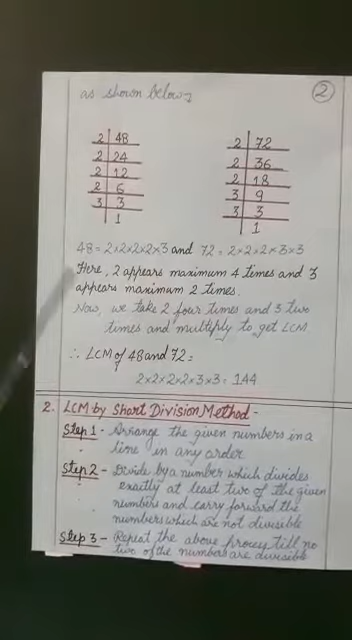 2
as shown below:-
2 48
2 24
2 12
2 6
3 3
1
2 72
2 36
2 18
3 9
3 3
1
48 = 2×2×2×2×3 and 72 = 2×2×2×3×3
Here, 2 appears maximum 4 times and 3
appears maximum 2 times.
Now, we take 2 four times and 3 two
times and multiply to get LCM
∴ LCM of 48 and 72 =
2×2×2×2×3×3 = 144
2. LCM by Short Division Method -
Step 1 - Arrange the given numbers in a
line in any order
Step 2 - Divide by a number which divides
exactly at least two of the given
numbers and carry forward the
numbers which are not divisible
Step 3 - Repeat the above process till no
two of the numbers are divisible